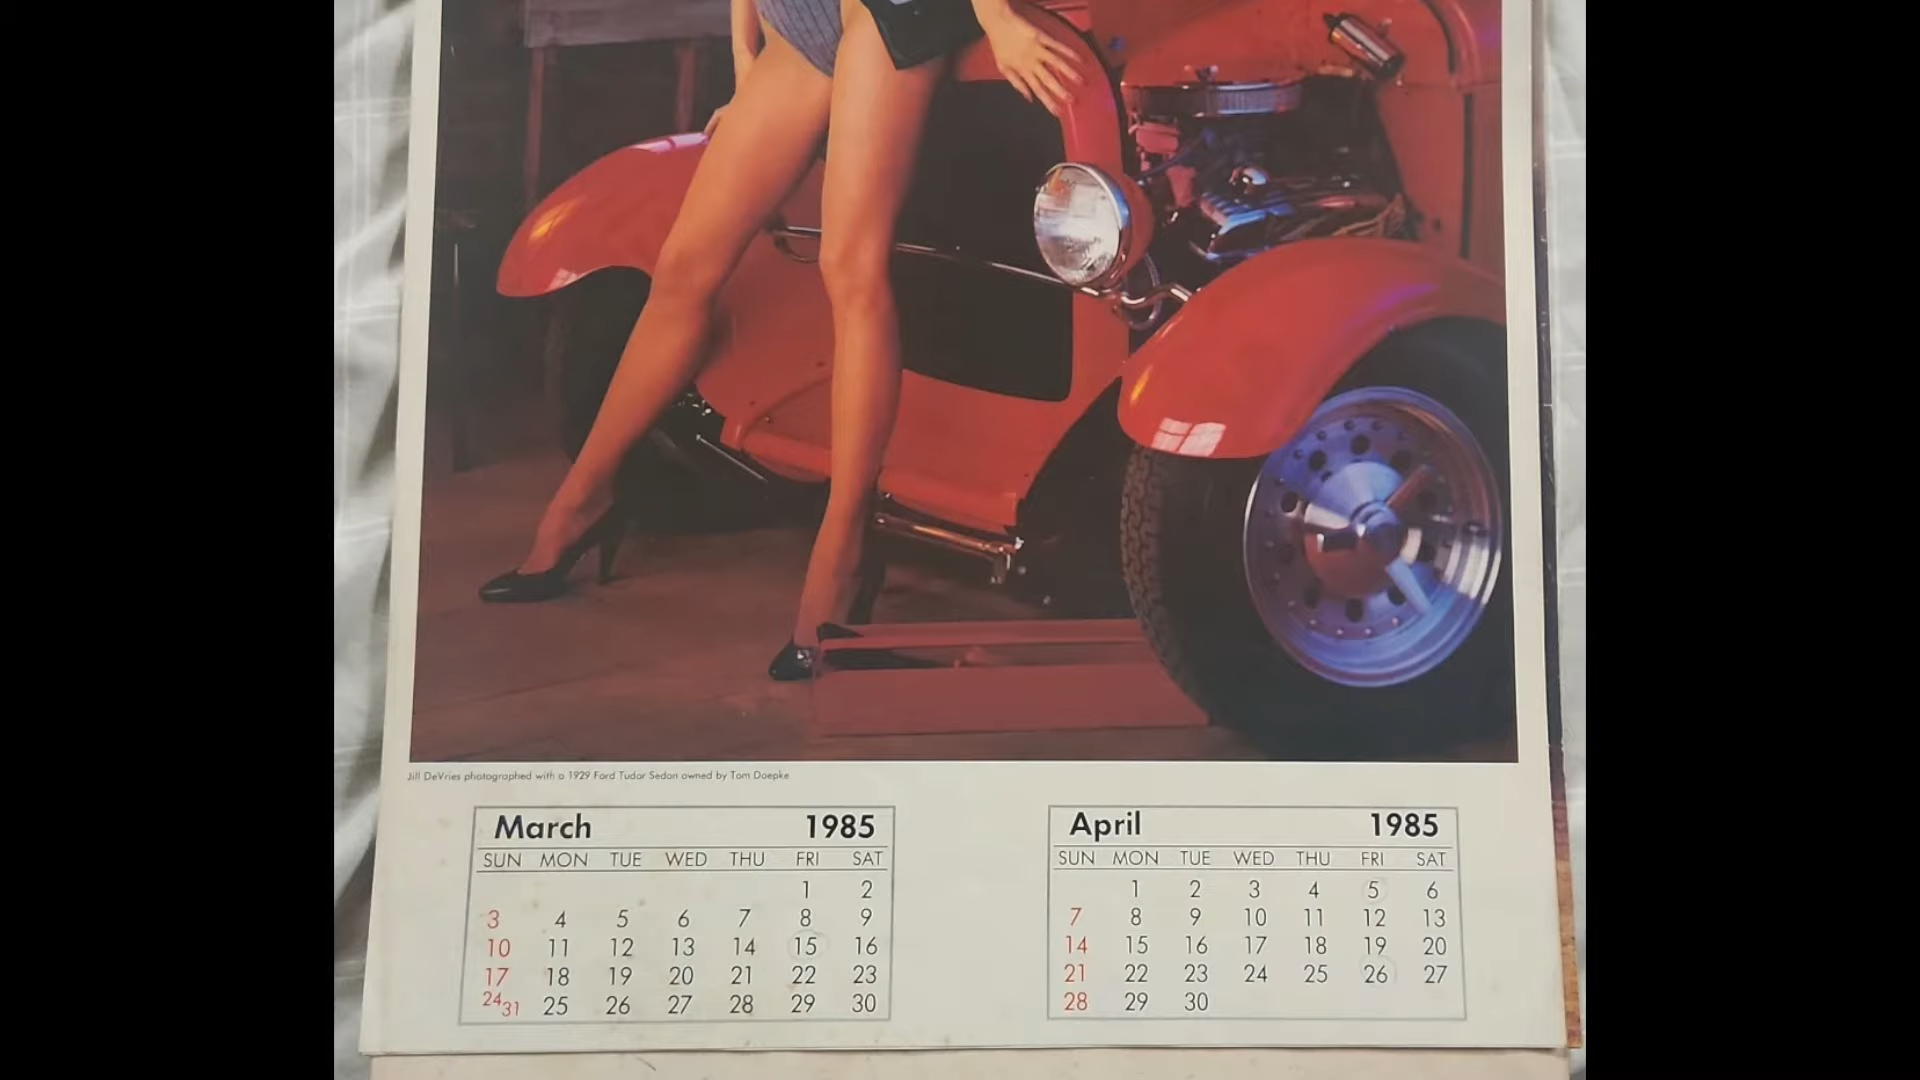 Jill DeVries photographed with a 1929 Ford Tudor Sedan owned by Tom Doepke
March 1985
SUN MON TUE WED THU FRI SAT
1 2
3 4 5 6 7 8 9
10 11 12 13 14 15 16
17 18 19 20 21 22 23
24 31 25 26 27 28 29 30
April 1985
SUN MON TUE WED THU FRI SAT
1 2 3 4 5 6
7 8 9 10 11 12 13
14 15 16 17 18 19 20
21 22 23 24 25 26 27
28 29 30